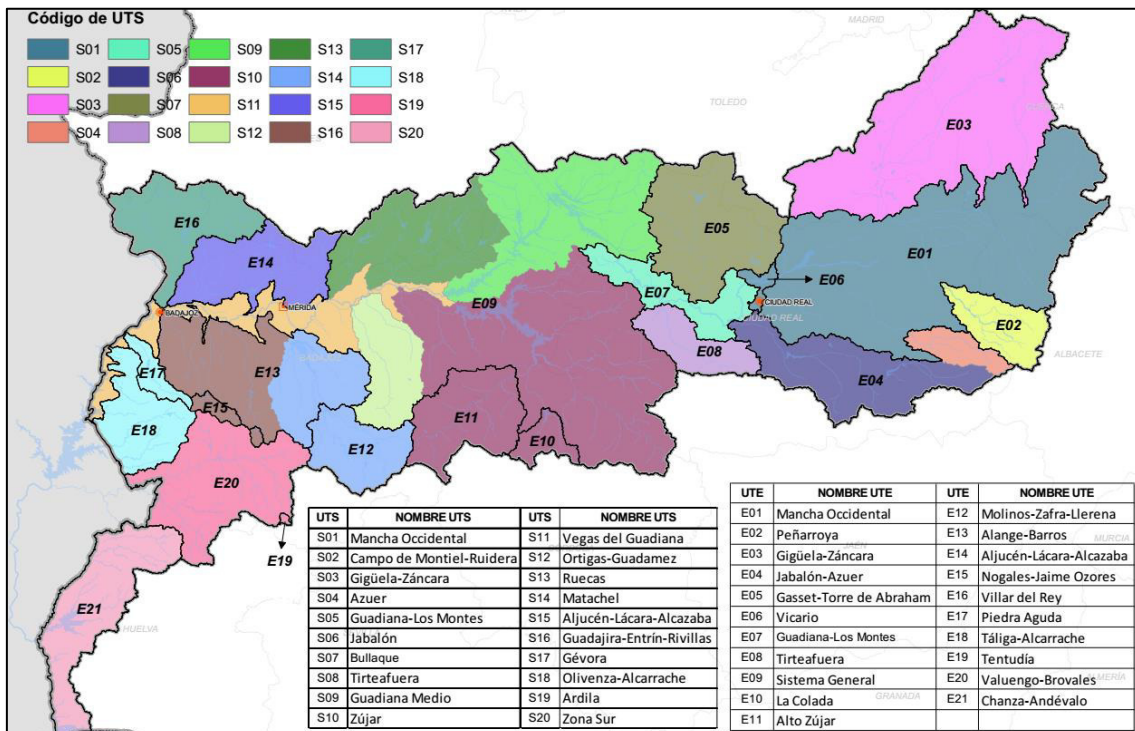 Código de UTS
S01 S05 S09 S13 S17
S02 S06 S10 S14 S18
S03 S07 S11 S15 S19
S04 S08 S12 S16 S20
MADRID
TOLEDO
CUENCA
E03
E16
E05
E14
E01
E06
E07
E09
MÉRIDA
BADAJOZ
CIUDAD REAL
CIUDAD REAL
E02
BADAJOZ
E08
ALBACETE
E17
E13
E04
E15
E11
E18
E12
E10
E20
E19
E21
HUELVA
JAÉN
MURCIA
GRANADA
ALMERÍA
UTS NOMBRE UTS UTS NOMBRE UTS
S01 Mancha Occidental S11 Vegas del Guadiana
S02 Campo de Montiel-Ruidera S12 Ortigas-Guadamez
S03 Gigüela-Záncara S13 Ruecas
S04 Azuer S14 Matachel
S05 Guadiana-Los Montes S15 Aljucén-Lácara-Alcazaba
S06 Jabalón S16 Guadajira-Entrín-Rivillas
S07 Bullaque S17 Gévora
S08 Tirteafuera S18 Olivenza-Alcarrache
S09 Guadiana Medio S19 Ardila
S10 Zújar S20 Zona Sur
UTE NOMBRE UTE UTE NOMBRE UTE
E01 Mancha Occidental E12 Molinos-Zafra-Llerena
E02 Peñarroya E13 Alange-Barros
E03 Gigüela-Záncara E14 Aljucén-Lácara-Alcazaba
E04 Jabalón-Azuer E15 Nogales-Jaime Ozores
E05 Gasset-Torre de Abraham E16 Villar del Rey
E06 Vicario E17 Piedra Aguda
E07 Guadiana-Los Montes E18 Táliga-Alcarrache
E08 Tirteafuera E19 Tentudía
E09 Sistema General E20 Valuengo-Brovales
E10 La Colada E21 Chanza-Andévalo
E11 Alto Zújar